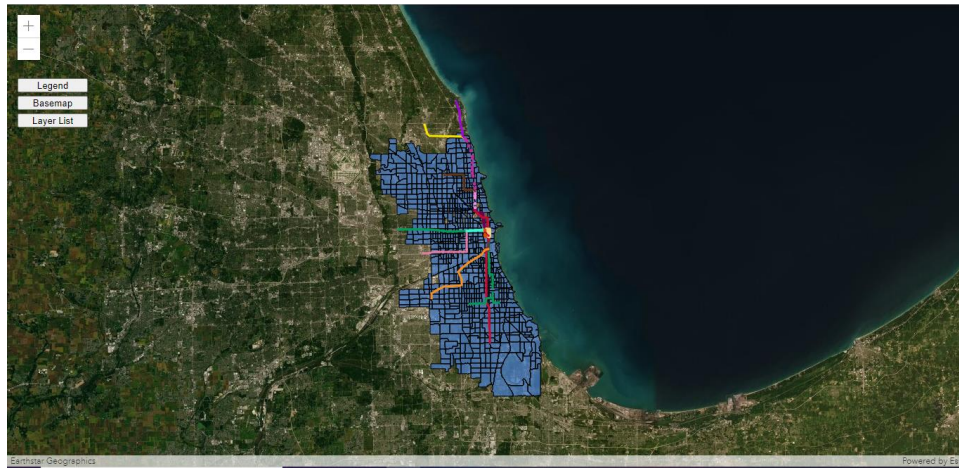 +
−
Legend
Basemap
Layer List
Earthstar Geographics
Powered by Es